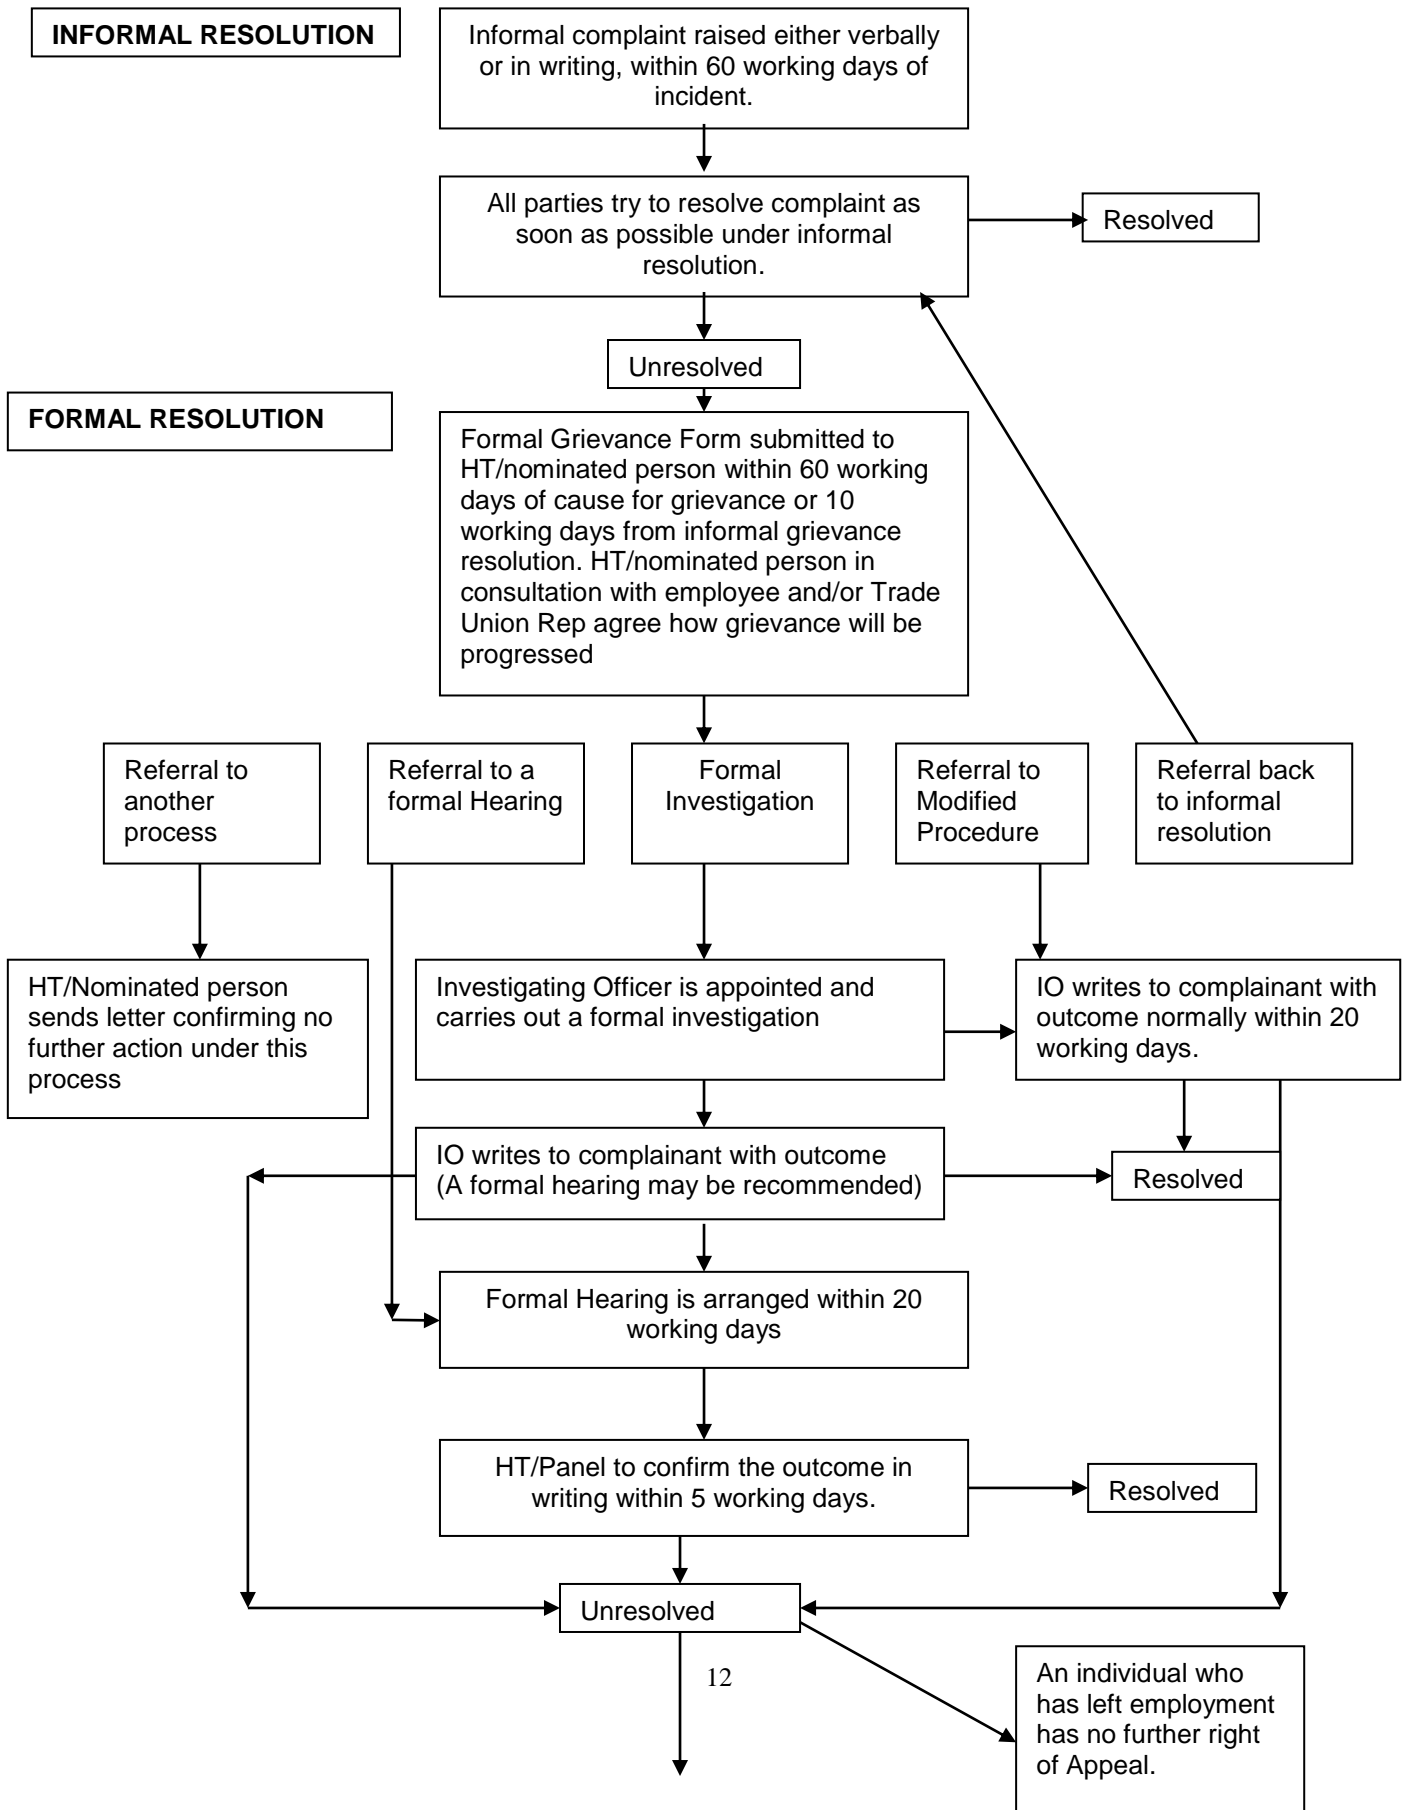 INFORMAL RESOLUTION
Informal complaint raised either verbally
or in writing, within 60 working days of
incident.
All parties try to resolve complaint as
soon as possible under informal
resolution.
Resolved
Unresolved
FORMAL RESOLUTION
Formal Grievance Form submitted to
HT/nominated person within 60 working
days of cause for grievance or 10
working days from informal grievance
resolution. HT/nominated person in
consultation with employee and/or Trade
Union Rep agree how grievance will be
progressed
Referral to
another
process
Referral to a
formal Hearing
Formal
Investigation
Referral to
Modified
Procedure
Referral back
to informal
resolution
HT/Nominated person
sends letter confirming no
further action under this
process
Investigating Officer is appointed and
carries out a formal investigation
IO writes to complainant with
outcome normally within 20
working days.
IO writes to complainant with outcome
(A formal hearing may be recommended)
Resolved
Formal Hearing is arranged within 20
working days
HT/Panel to confirm the outcome in
writing within 5 working days.
Resolved
Unresolved
12
An individual who
has left employment
has no further right
of Appeal.